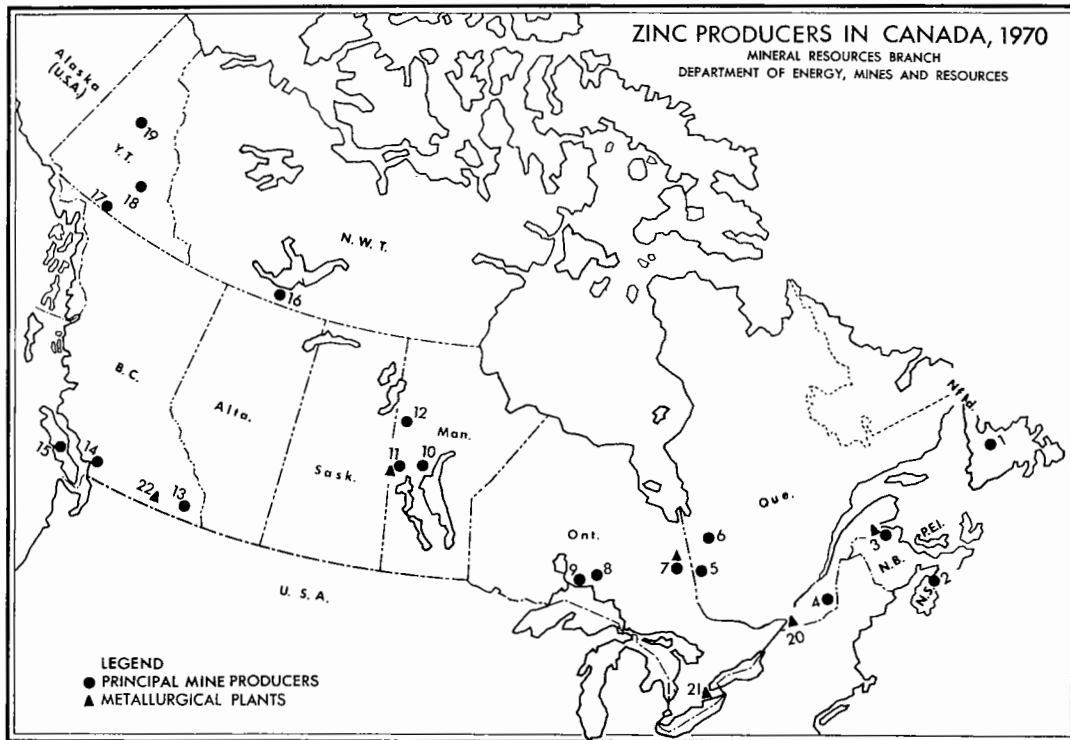 ZINC PRODUCERS IN CANADA, 1970
MINERAL RESOURCES BRANCH
DEPARTMENT OF ENERGY, MINES AND RESOURCES
Alaska
(U.S.A.)
19
Y.T.
18
17
N.W.T.
16
B.C.
Alta.
Sask.
Man.
12
11
10
15
14
22
13
Nfld.
1
Que.
Ont.
6
7
5
9
8
3
P.E.I.
N.B.
N.S.
2
4
20
21
U.S.A.
LEGEND
● PRINCIPAL MINE PRODUCERS
▲ METALLURGICAL PLANTS